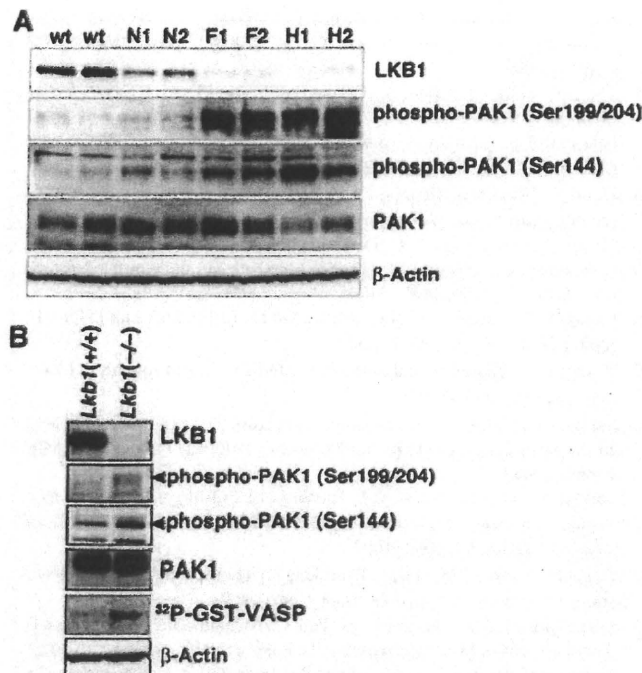 A
wt wt N1 N2 F1 F2 H1 H2
LKB1
phospho-PAK1 (Ser199/204)
phospho-PAK1 (Ser144)
PAK1
β-Actin
B
Lkb1(+/+)
Lkb1(-/-)
LKB1
phospho-PAK1 (Ser199/204)
phospho-PAK1 (Ser144)
PAK1
³²P-GST-VASP
β-Actin